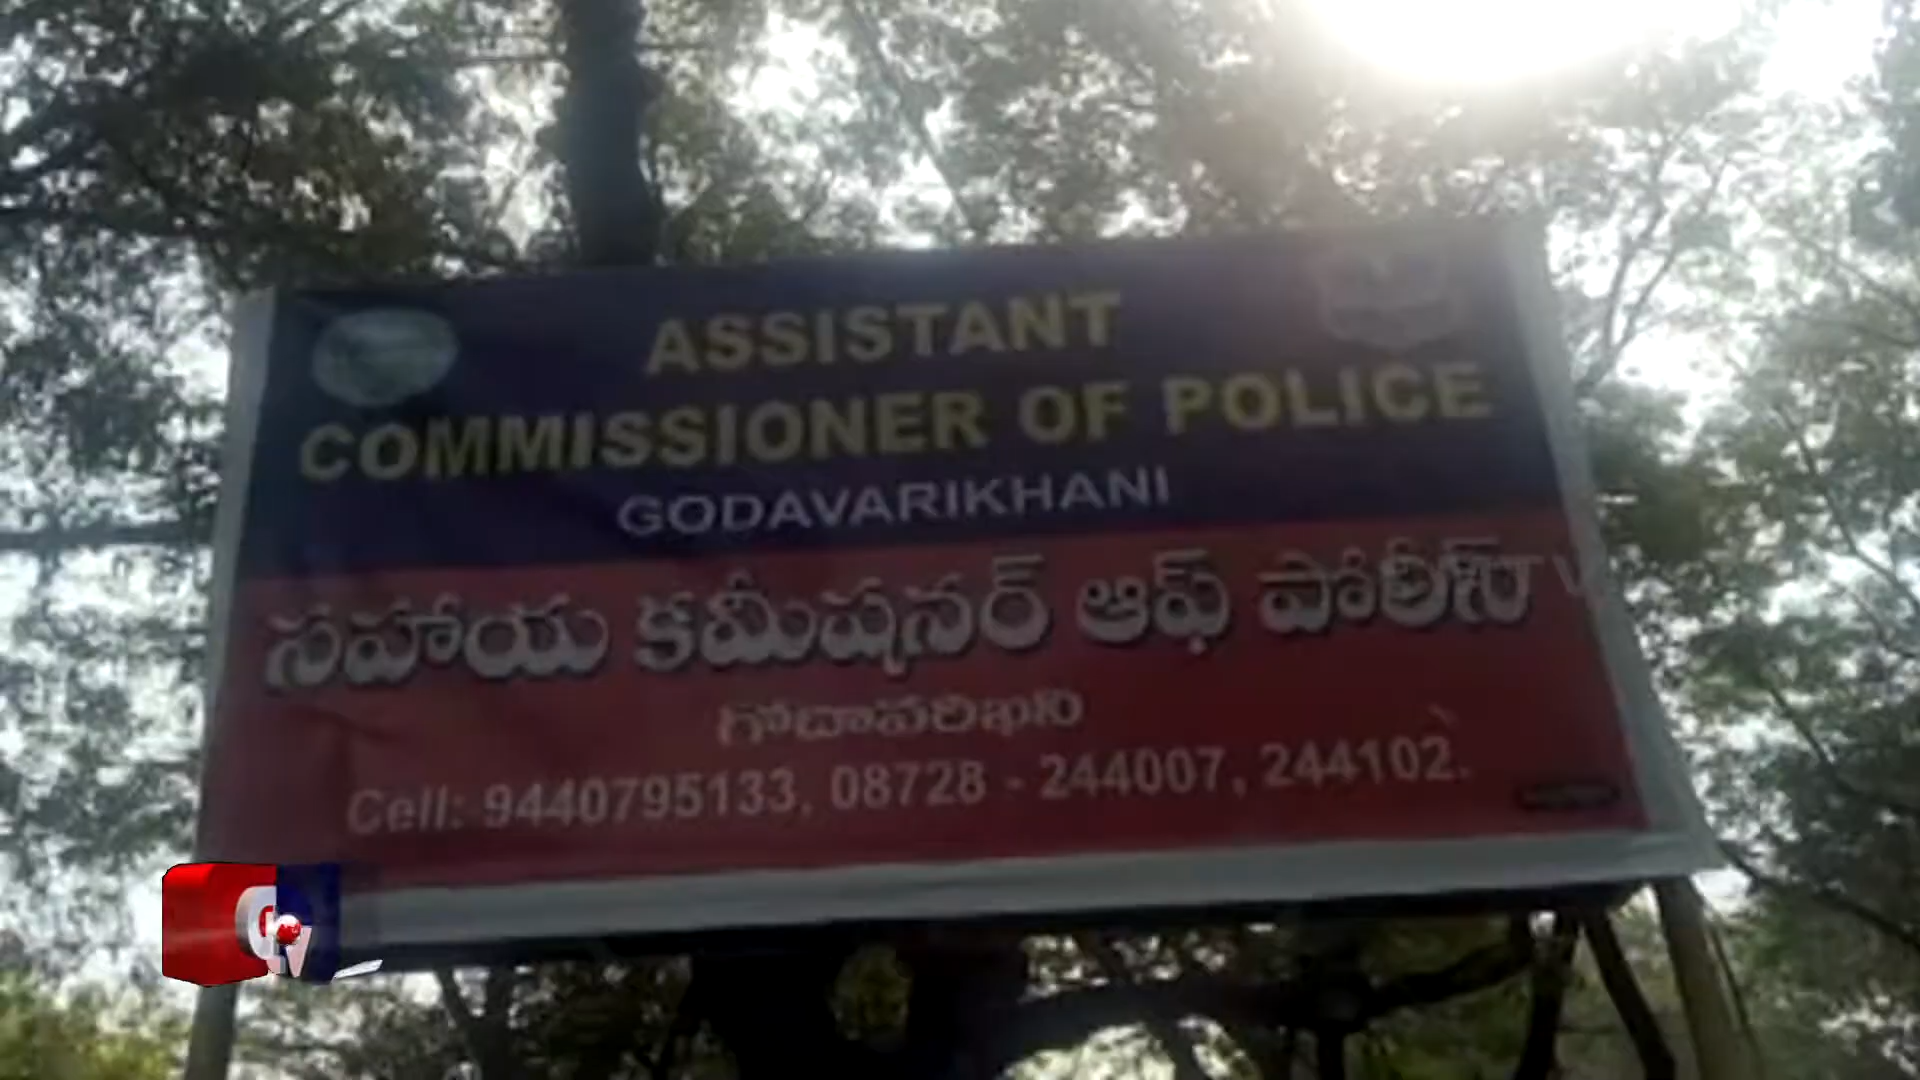 ASSISTANT
COMMISSIONER OF POLICE
GODAVARIKHANI
సహాయ కమీషనర్ ఆఫ్ పోలీస్
గోదావరిఖని
Cell: 9440795133, 08728 - 244007, 244102.